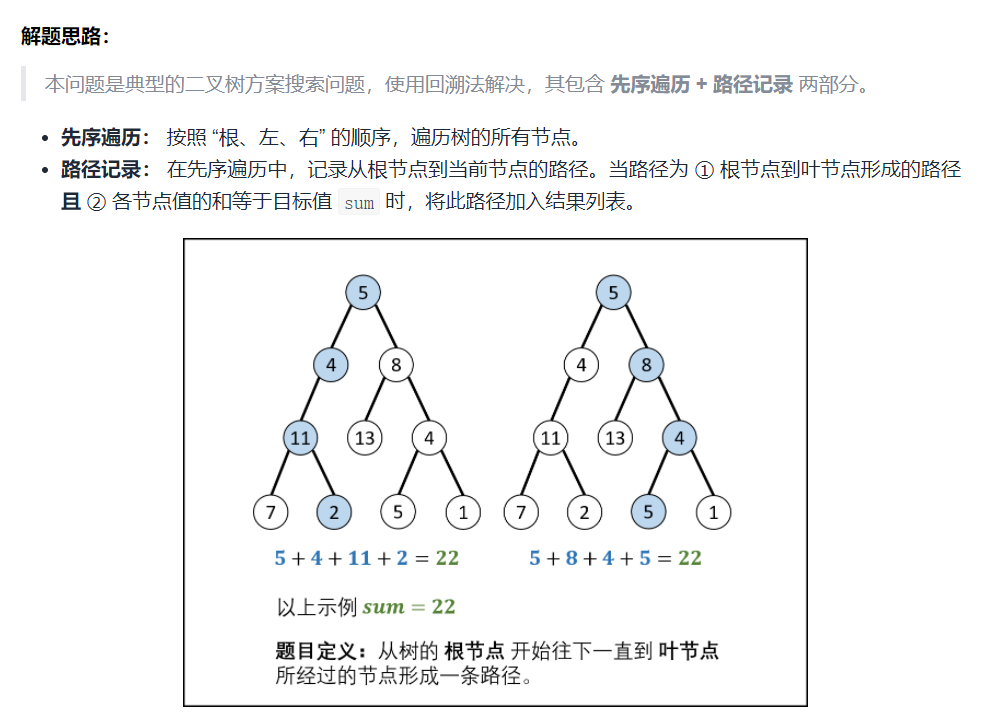 解题思路：
本问题是典型的二叉树方案搜索问题，使用回溯法解决，其包含 先序遍历 + 路径记录 两部分。
• 先序遍历： 按照 “根、左、右” 的顺序，遍历树的所有节点。
• 路径记录： 在先序遍历中，记录从根节点到当前节点的路径。当路径为 ① 根节点到叶节点形成的路径
且 ② 各节点值的和等于目标值 sum 时，将此路径加入结果列表。
5 5
4 8 4 8
11 13 4 11 13 4
7 2 5 1 7 2 5 1
5 + 4 + 11 + 2 = 22 5 + 8 + 4 + 5 = 22
以上示例 sum = 22
题目定义：从树的 根节点 开始往下一直到 叶节点
所经过的节点形成一条路径。